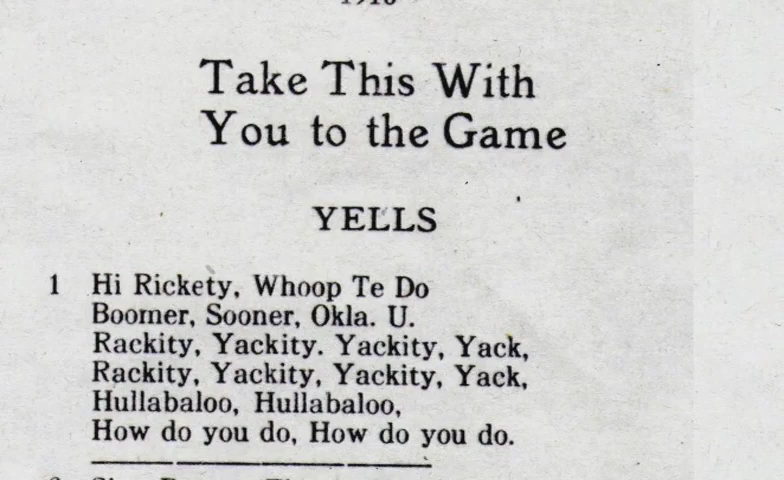 Take This With
You to the Game
YELLS
1 Hi Rickety, Whoop Te Do
Boomer, Sooner, Okla. U.
Rackity, Yackity. Yackity, Yack,
Rackity, Yackity, Yackity, Yack,
Hullabaloo, Hullabaloo,
How do you do, How do you do.